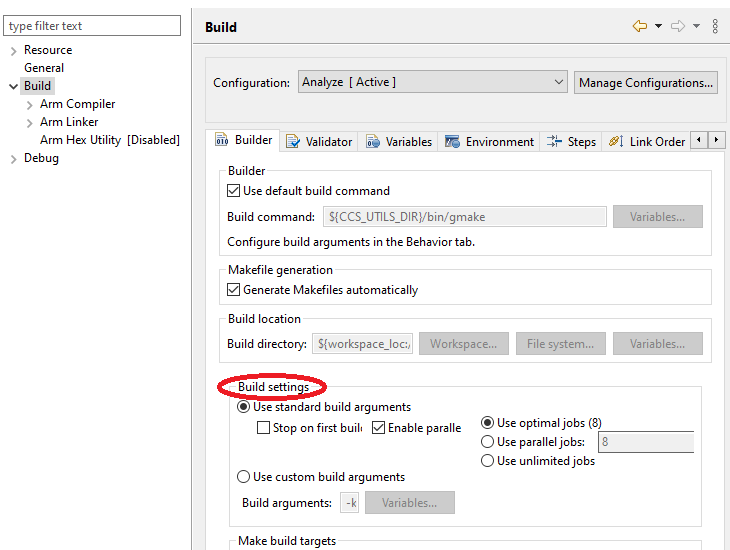 type filter text
Resource
General
Build
Arm Compiler
Arm Linker
Arm Hex Utility [Disabled]
Debug
Build
Configuration: Analyze [ Active ] Manage Configurations...
Builder Validator Variables Environment Steps Link Order
Builder
Use default build command
Build command: ${CCS_UTILS_DIR}/bin/gmake Variables...
Configure build arguments in the Behavior tab.
Makefile generation
Generate Makefiles automatically
Build location
Build directory: ${workspace_loc:/ Workspace... File system... Variables...
Build settings
Use standard build arguments
Stop on first buil Enable paralle
Use optimal jobs (8)
Use parallel jobs: 8
Use unlimited jobs
Use custom build arguments
Build arguments: -k Variables...
Make build targets